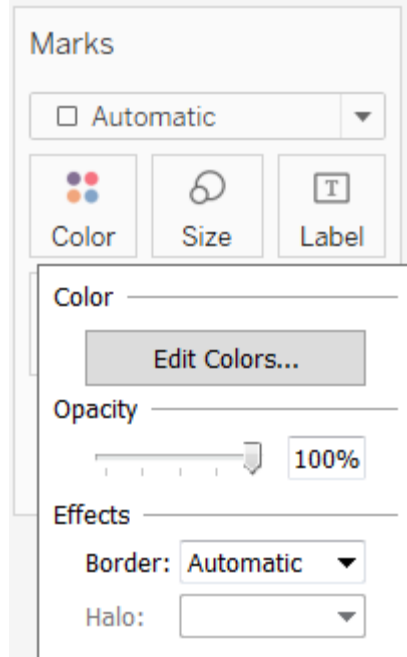 Marks
Automatic
Color Size Label
Color
Edit Colors...
Opacity
100%
Effects
Border: Automatic
Halo: